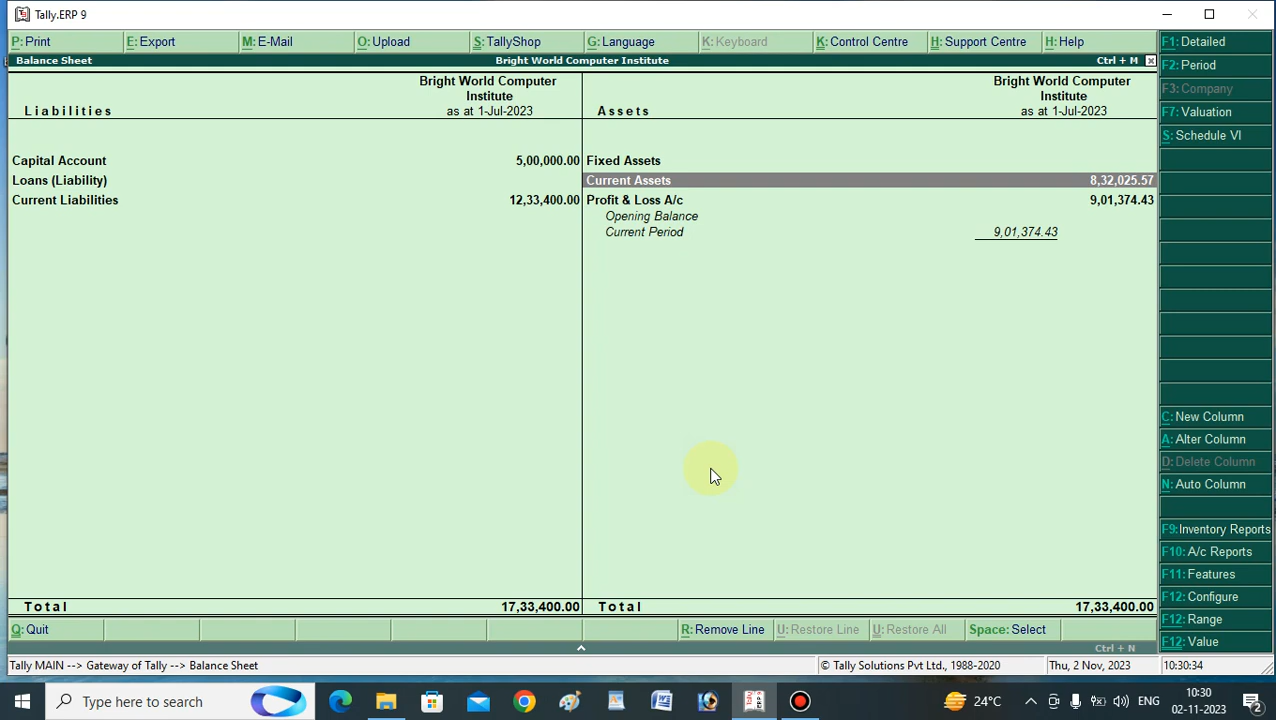 Tally.ERP 9
P: Print E: Export M: E-Mail O: Upload S: TallyShop G: Language K: Keyboard K: Control Centre H: Support Centre H: Help
Balance Sheet Bright World Computer Institute Ctrl + M
Liabilities Bright World Computer Institute as at 1-Jul-2023 Assets Bright World Computer Institute as at 1-Jul-2023
Capital Account 5,00,000.00 Fixed Assets
Loans (Liability) Current Assets 8,32,025.57
Current Liabilities 12,33,400.00 Profit & Loss A/c 9,01,374.43
Opening Balance
Current Period 9,01,374.43
Total 17,33,400.00 Total 17,33,400.00
F1: Detailed
F2: Period
F3: Company
F7: Valuation
S: Schedule VI
C: New Column
A: Alter Column
D: Delete Column
N: Auto Column
F9: Inventory Reports
F10: A/c Reports
F11: Features
F12: Configure
F12: Range
F12: Value
Q: Quit R: Remove Line U: Restore Line U: Restore All Space: Select
Ctrl + N
Tally MAIN --> Gateway of Tally --> Balance Sheet © Tally Solutions Pvt Ltd., 1988-2020 Thu, 2 Nov, 2023 10:30:34
Type here to search 24°C ENG 10:30
02-11-2023 2